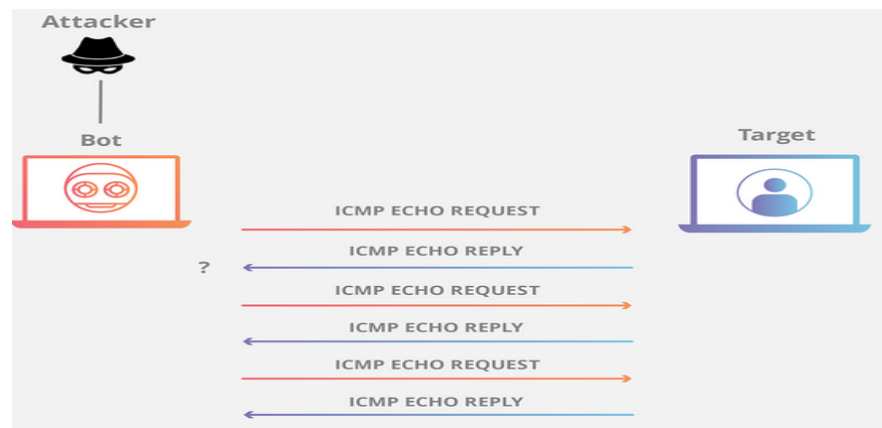 Attacker
Bot
Target
ICMP ECHO REQUEST
ICMP ECHO REPLY
?
ICMP ECHO REQUEST
ICMP ECHO REPLY
ICMP ECHO REQUEST
ICMP ECHO REPLY